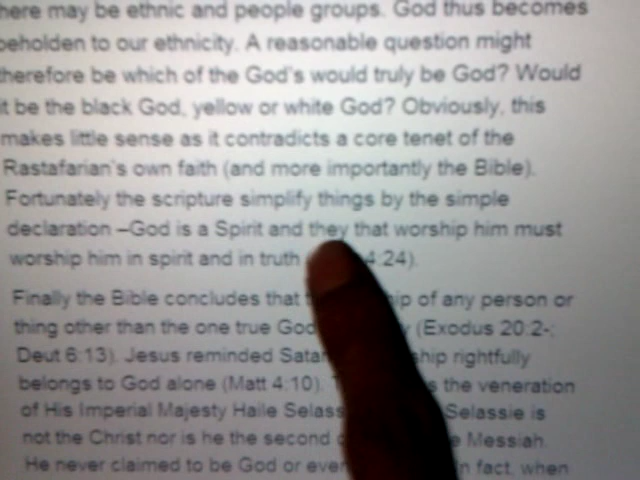 here may be ethnic and people groups. God thus becomes
beholden to our ethnicity. A reasonable question might
therefore be which of the God's would truly be God? Would
it be the black God, yellow or white God? Obviously, this
makes little sense as it contradicts a core tenet of the
Rastafarian's own faith (and more importantly the Bible).
Fortunately the scripture simplify things by the simple
declaration –God is a Spirit and they that worship him must
worship him in spirit and in truth 4:24).
Finally the Bible concludes that of any person or
thing other than the one true God (Exodus 20:2-;
Deut 6:13). Jesus reminded rightfully
belongs to God alone (Matt 4:10). the veneration
of His Imperial Majesty Haile Selassie is
not the Christ nor is he the second Messiah.
He never claimed to be God or fact, when